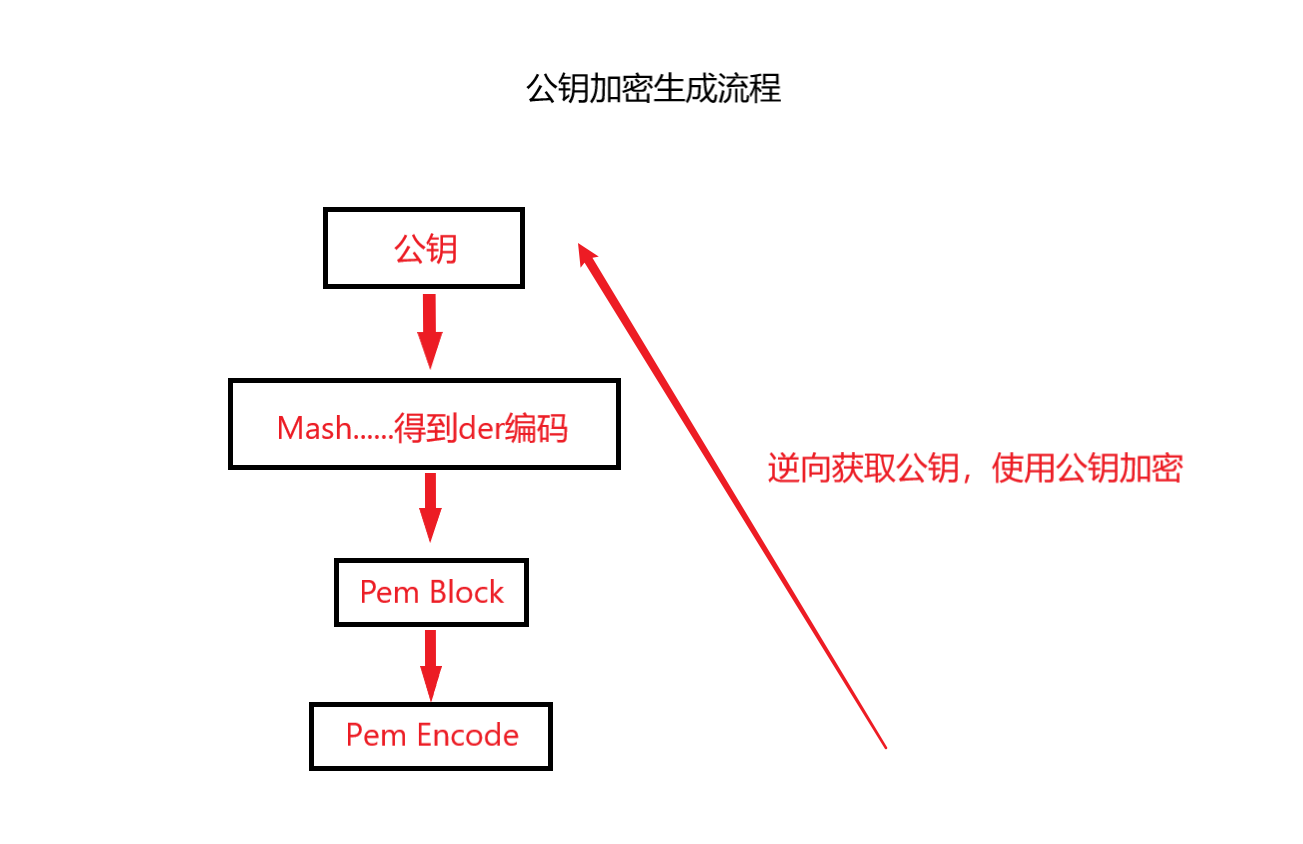 公钥加密生成流程
公钥
Mash......得到der编码
逆向获取公钥，使用公钥加密
Pem Block
Pem Encode